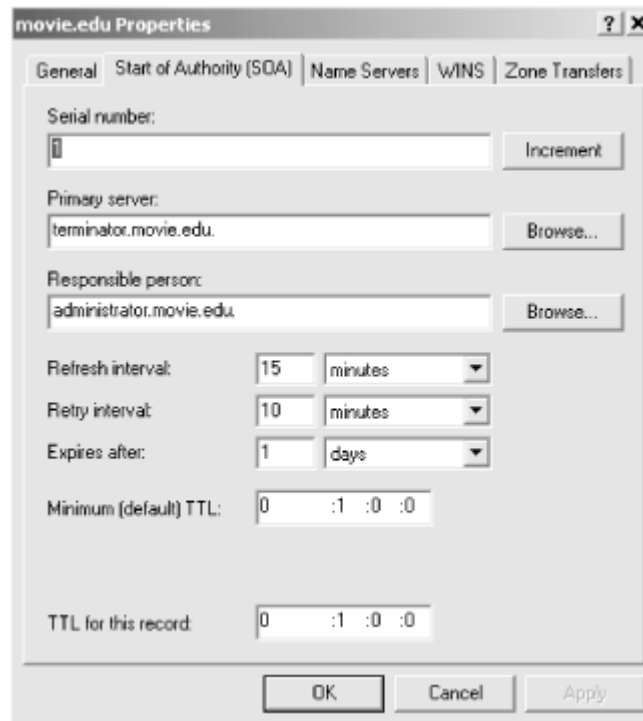 movie.edu Properties ? X
General Start of Authority (SOA) Name Servers WINS Zone Transfers
Serial number:
1 Increment
Primary server:
terminator.movie.edu. Browse...
Responsible person:
administrator.movie.edu. Browse...
Refresh interval: 15 minutes
Retry interval: 10 minutes
Expires after: 1 days
Minimum (default) TTL: 0 :1 :0 :0
TTL for this record: 0 :1 :0 :0
OK Cancel Apply